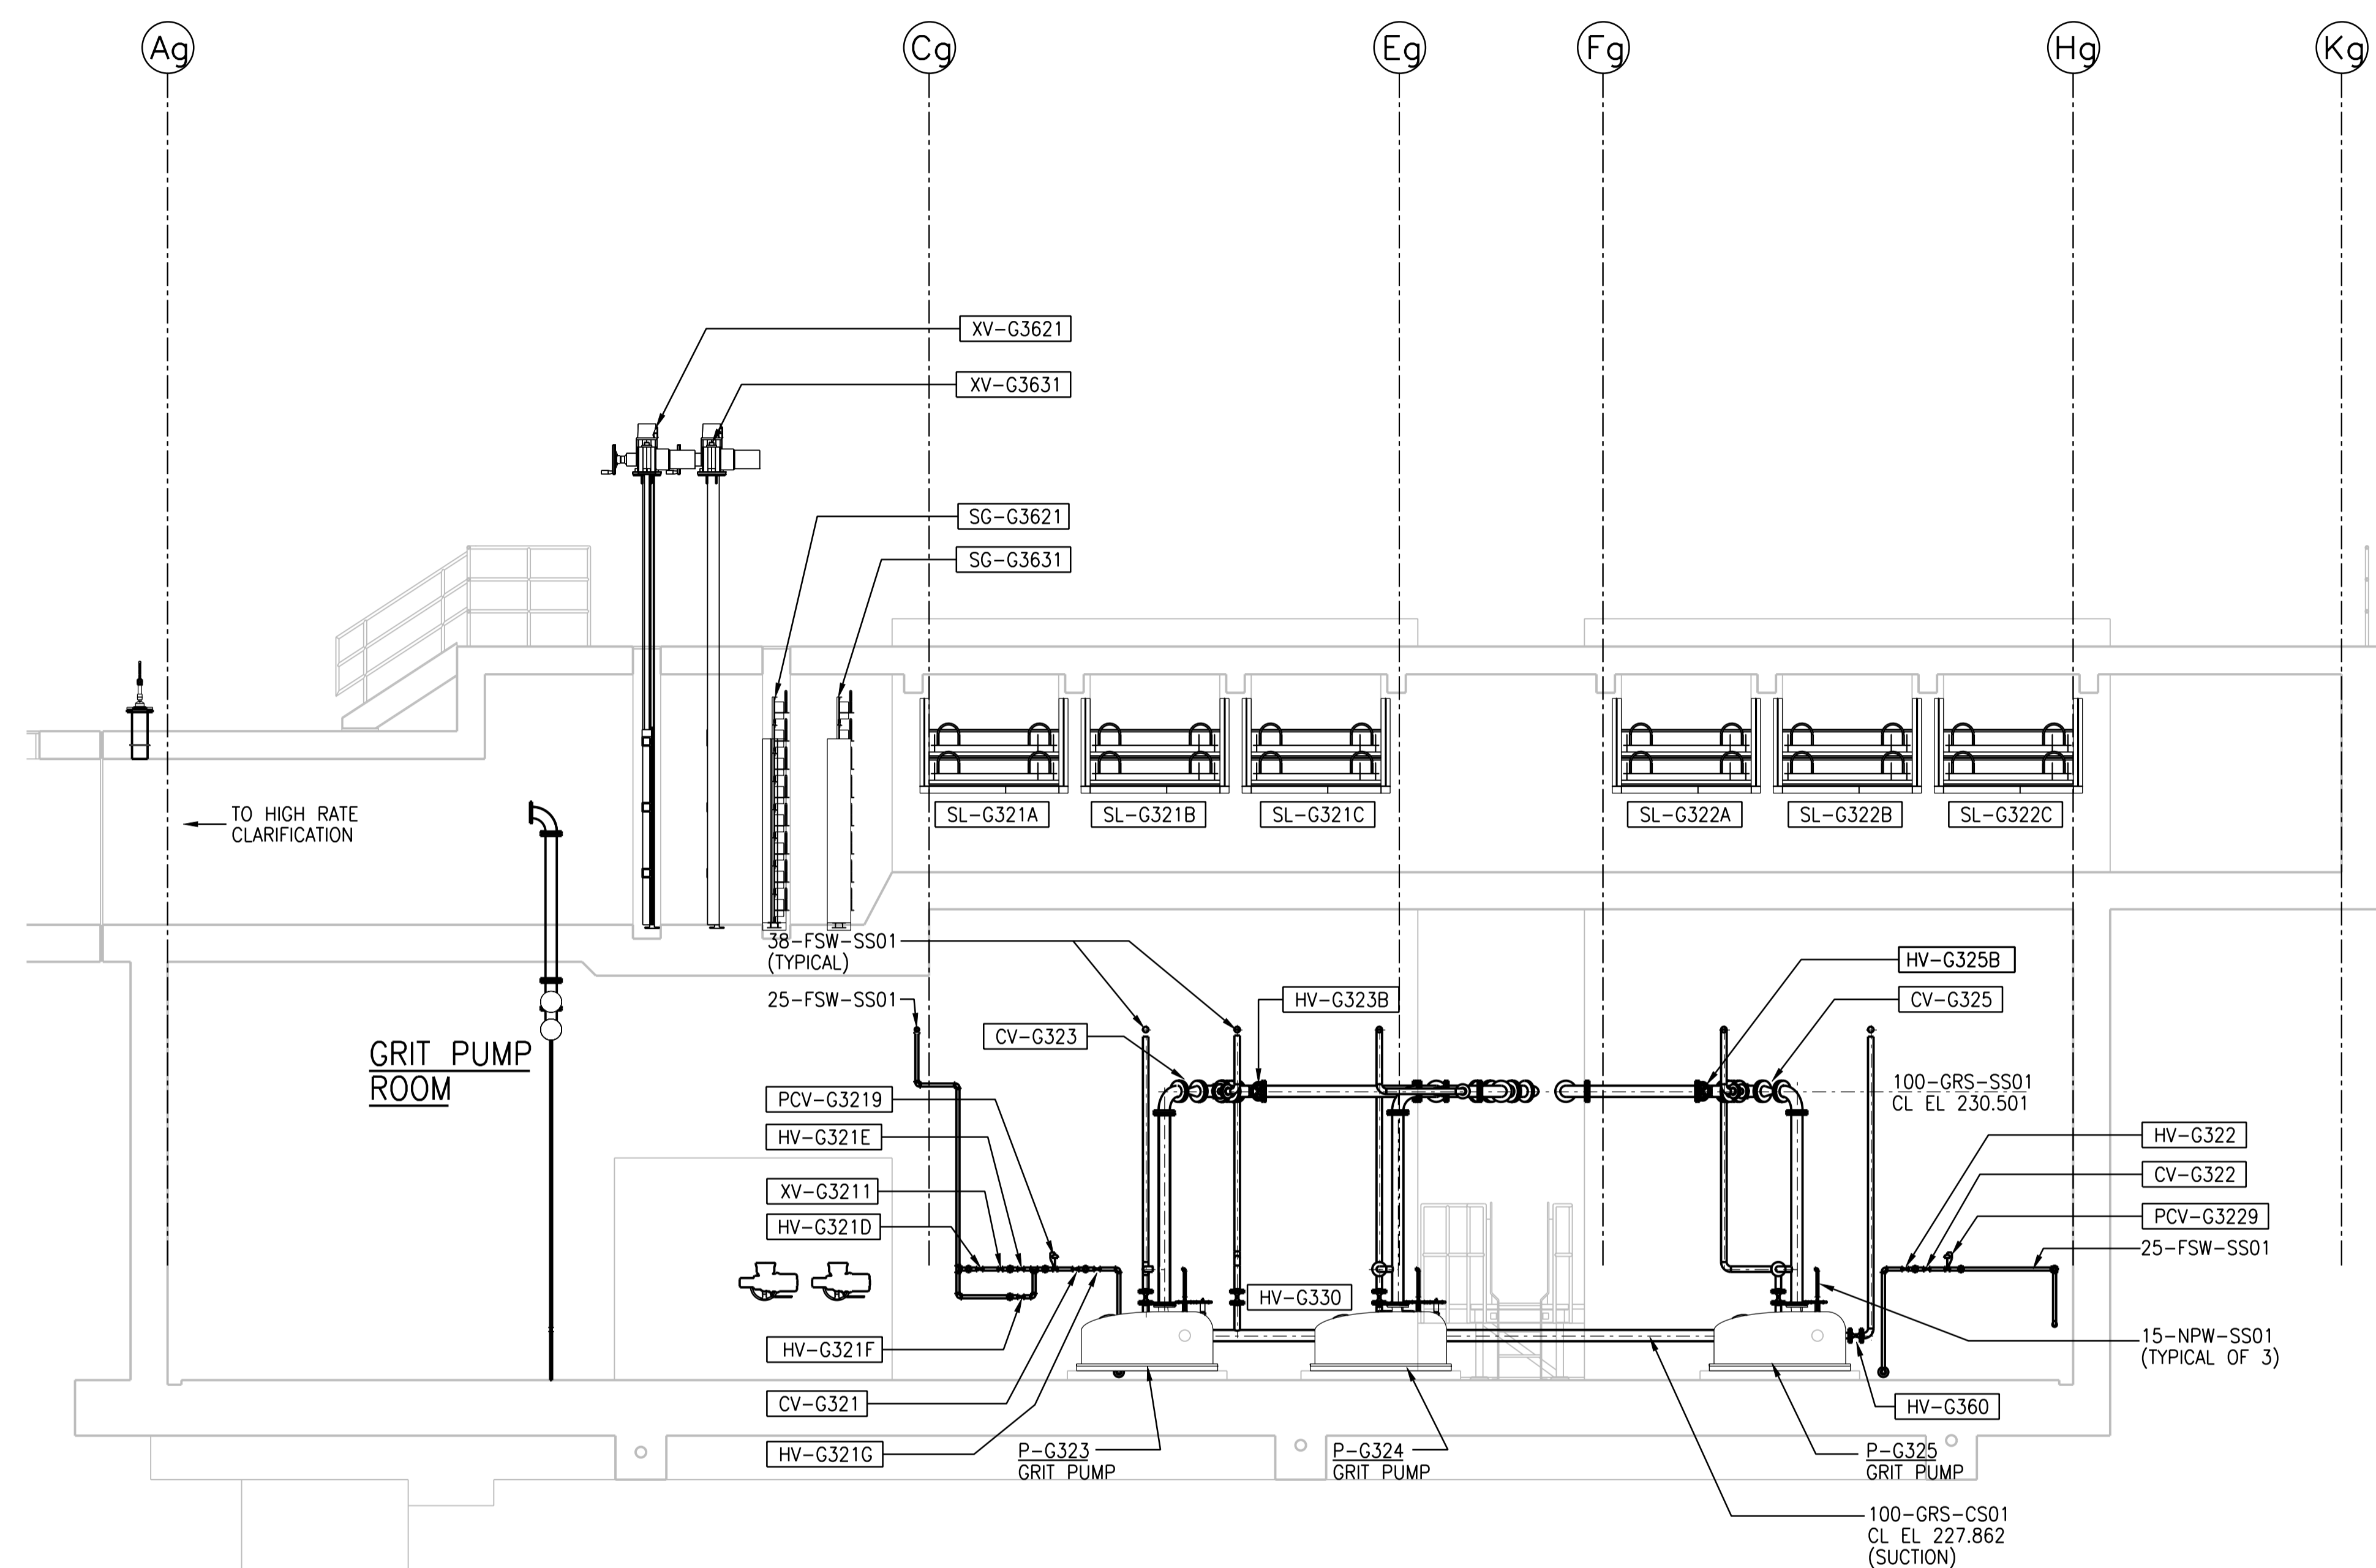 Ag
Cg
Eg
Fg
Hg
Kg
XV-G3621
XV-G3631
SG-G3621
SG-G3631
TO HIGH RATE
CLARIFICATION
SL-G321A
SL-G321B
SL-G321C
SL-G322A
SL-G322B
SL-G322C
38-FSW-SS01
(TYPICAL)
25-FSW-SS01
HV-G323B
CV-G323
HV-G325B
CV-G325
GRIT PUMP
ROOM
100-GRS-SS01
CL EL 230.501
PCV-G3219
HV-G321E
XV-G3211
HV-G321D
HV-G322
CV-G322
PCV-G3229
25-FSW-SS01
HV-G330
HV-G321F
15-NPW-SS01
(TYPICAL OF 3)
CV-G321
HV-G360
HV-G321G
P-G323
GRIT PUMP
P-G324
GRIT PUMP
P-G325
GRIT PUMP
100-GRS-CS01
CL EL 227.862
(SUCTION)